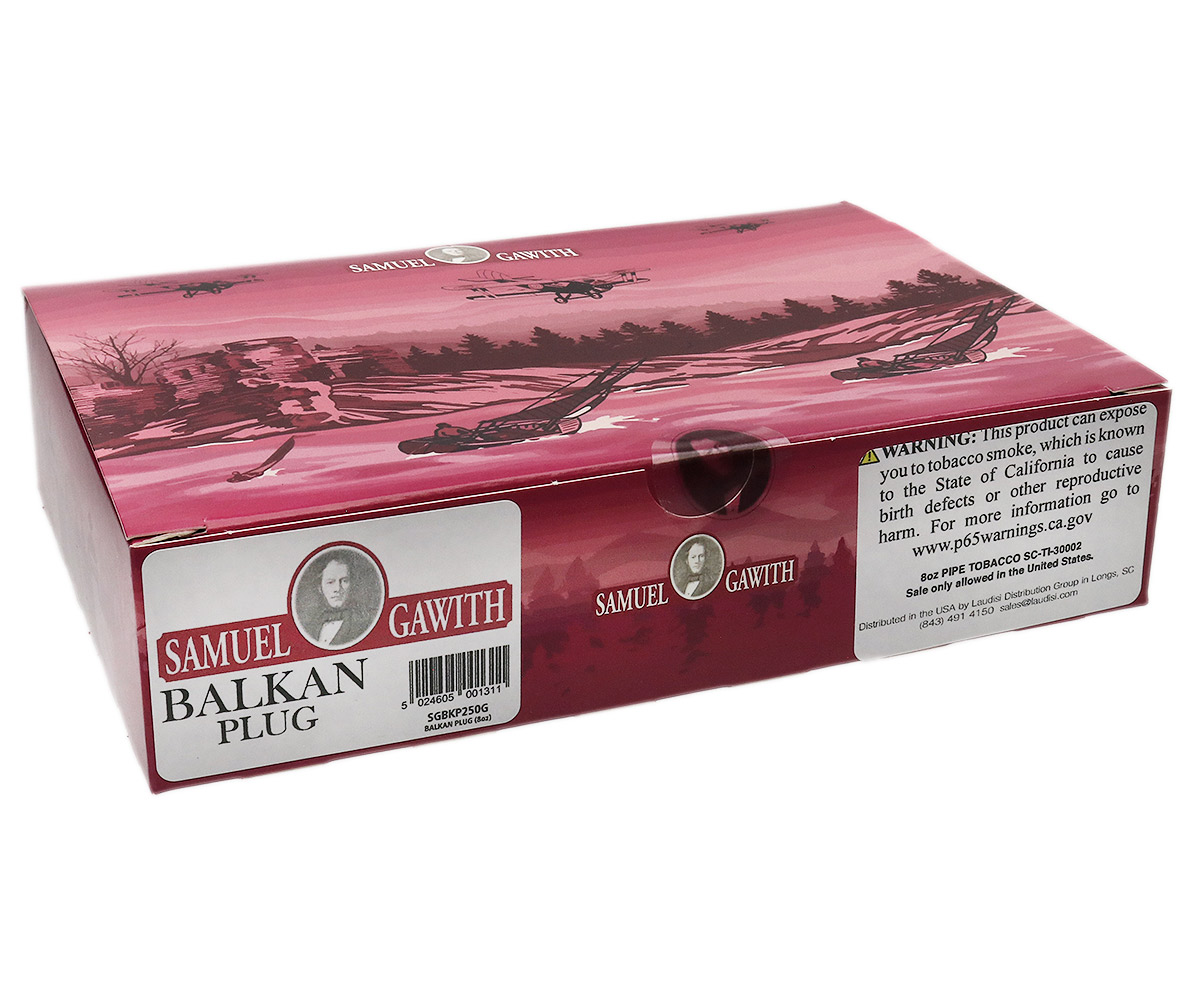 SAMUEL GAWITH
SAMUEL GAWITH
BALKAN
PLUG
5 024605 001311
SGBKP250G
BALKAN PLUG (8oz)
SAMUEL GAWITH
WARNING: This product can expose
you to tobacco smoke, which is known
to the State of California to cause
birth defects or other reproductive
harm. For more information go to
www.p65warnings.ca.gov
8oz PIPE TOBACCO SC-TI-30002
Sale only allowed in the United States.
Distributed in the USA by Laudisi Distribution Group in Longs, SC
(843) 491 4150 sales@laudisi.com